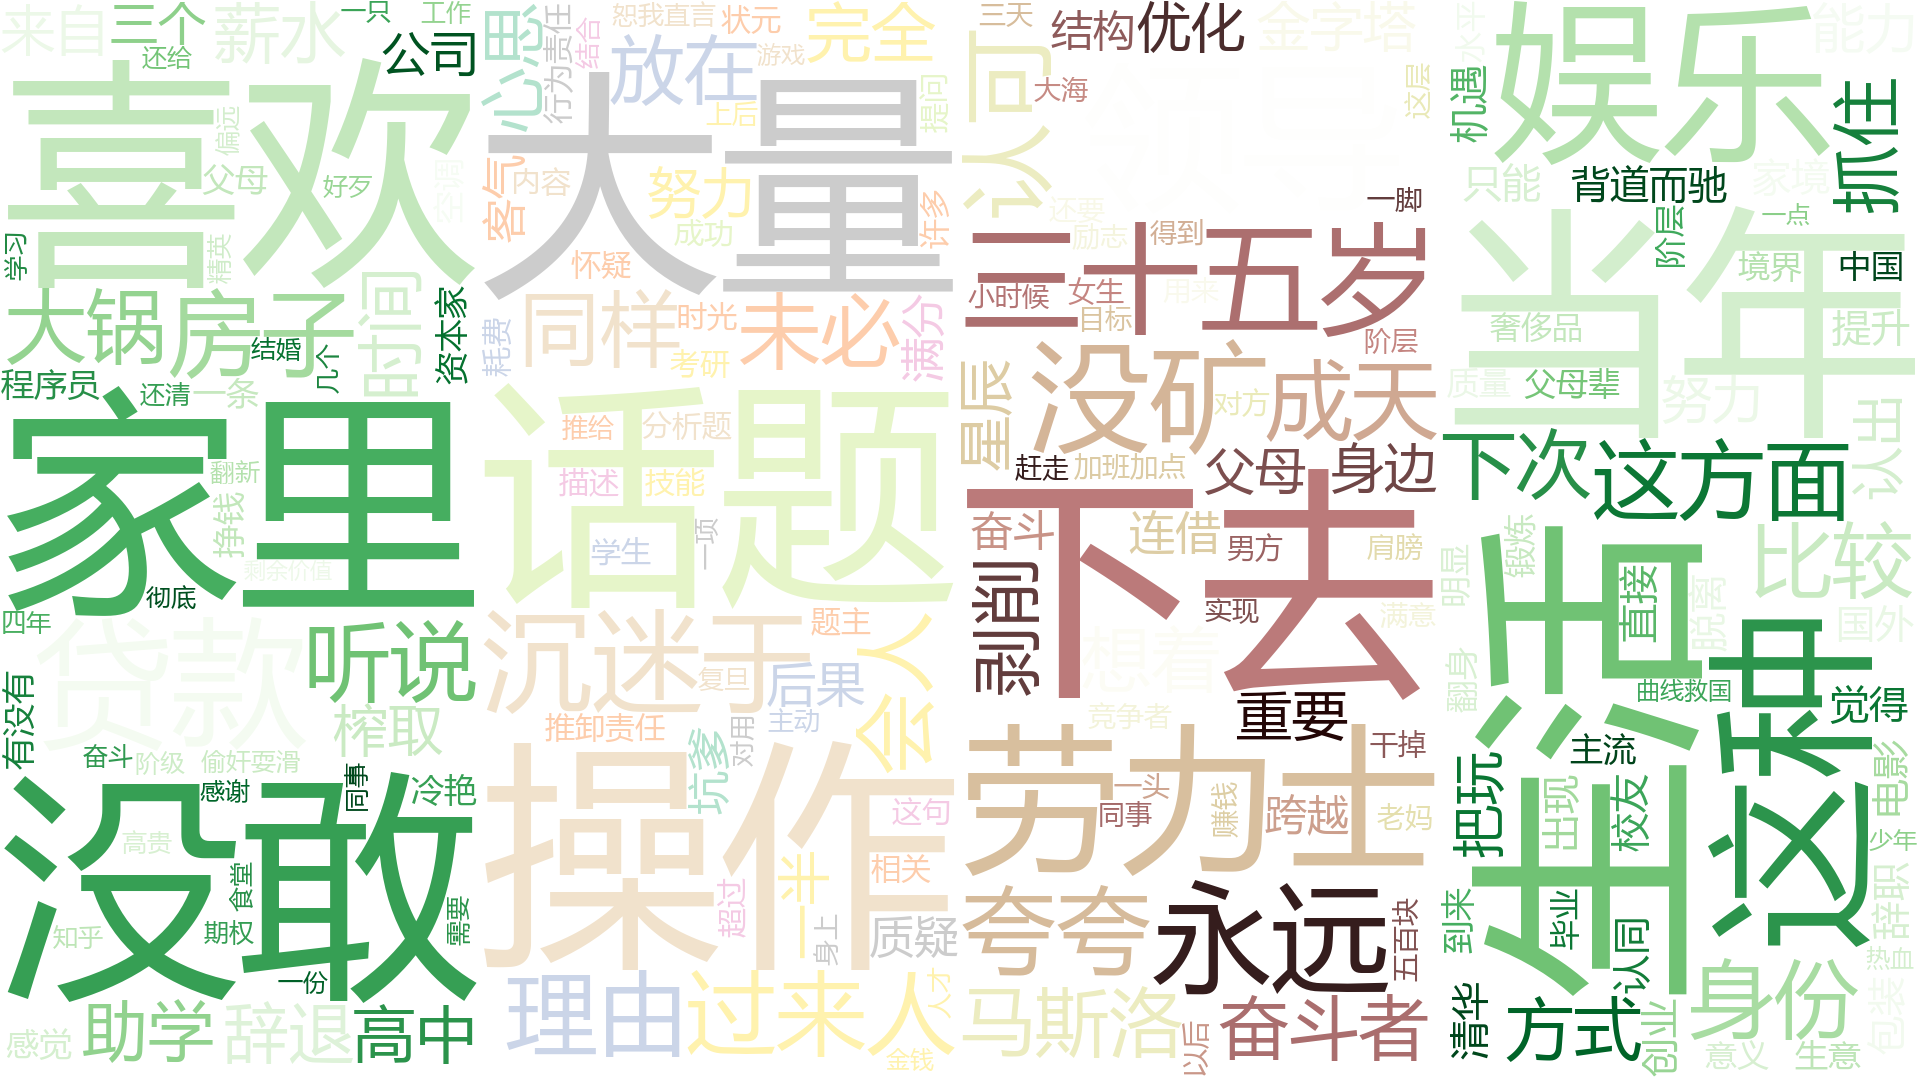 来自
三个
薪水
一只
工作
还给
公司
喜欢
偏远
父母
好歹
空调
学习
精英
大锅
房子
时间
资本家
结婚
几个
程序员
还清
一条
家里
翻新
挣钱
剩余价值
彻底
四年
贷款
听说
榨取
有没有
奋斗
阶级
偷奸耍滑
感谢
同事
冷艳
没敢
高贵
食堂
知乎
期权
需要
一份
感觉
助学
辞退
高中
心思
行为责任
结合
恕我直言
状元
放在
游戏
完全
上后
提问
大量
客气
内容
努力
成功
许多
怀疑
耗费
同样
时光
未必
满分
考研
话题
推给
分析题
描述
技能
学生
一项
沉迷于
题主
会人
复旦
后果
推卸责任
主动
坑爹
对用
操作
这句
一半
相关
超过
身上
质疑
理由
过来人
人才
金钱
三天
结构
优化
金字塔
认可
大海
这层
一脚
还要
励志
得到
三十五岁
小时候
女生
用来
目标
阶层
星辰
没矿
对方
成天
赶走
加班加点
父母
身边
下去
奋斗
连借
男方
肩膀
剥削
实现
满意
想着
重要
竞争者
干掉
劳力士
一头
同事
赚钱
跨越
老妈
夸夸
永远
五百块
马斯洛
以后
奋斗者
水平
娱乐
能力
机遇
抓住
只能
背道而驰
家境
阶层
一点
当年
境界
中国
奢侈品
提升
质量
父母辈
努力
认出
下次
这方面
锻炼
比较
明显
生活
直接
脱离
国外
翻身
曲线救国
这种
觉得
主流
把玩
出现
校友
电影
少年
到来
毕业
认同
辞职
热血
清华
方式
创业
身份
包装
意义
生意